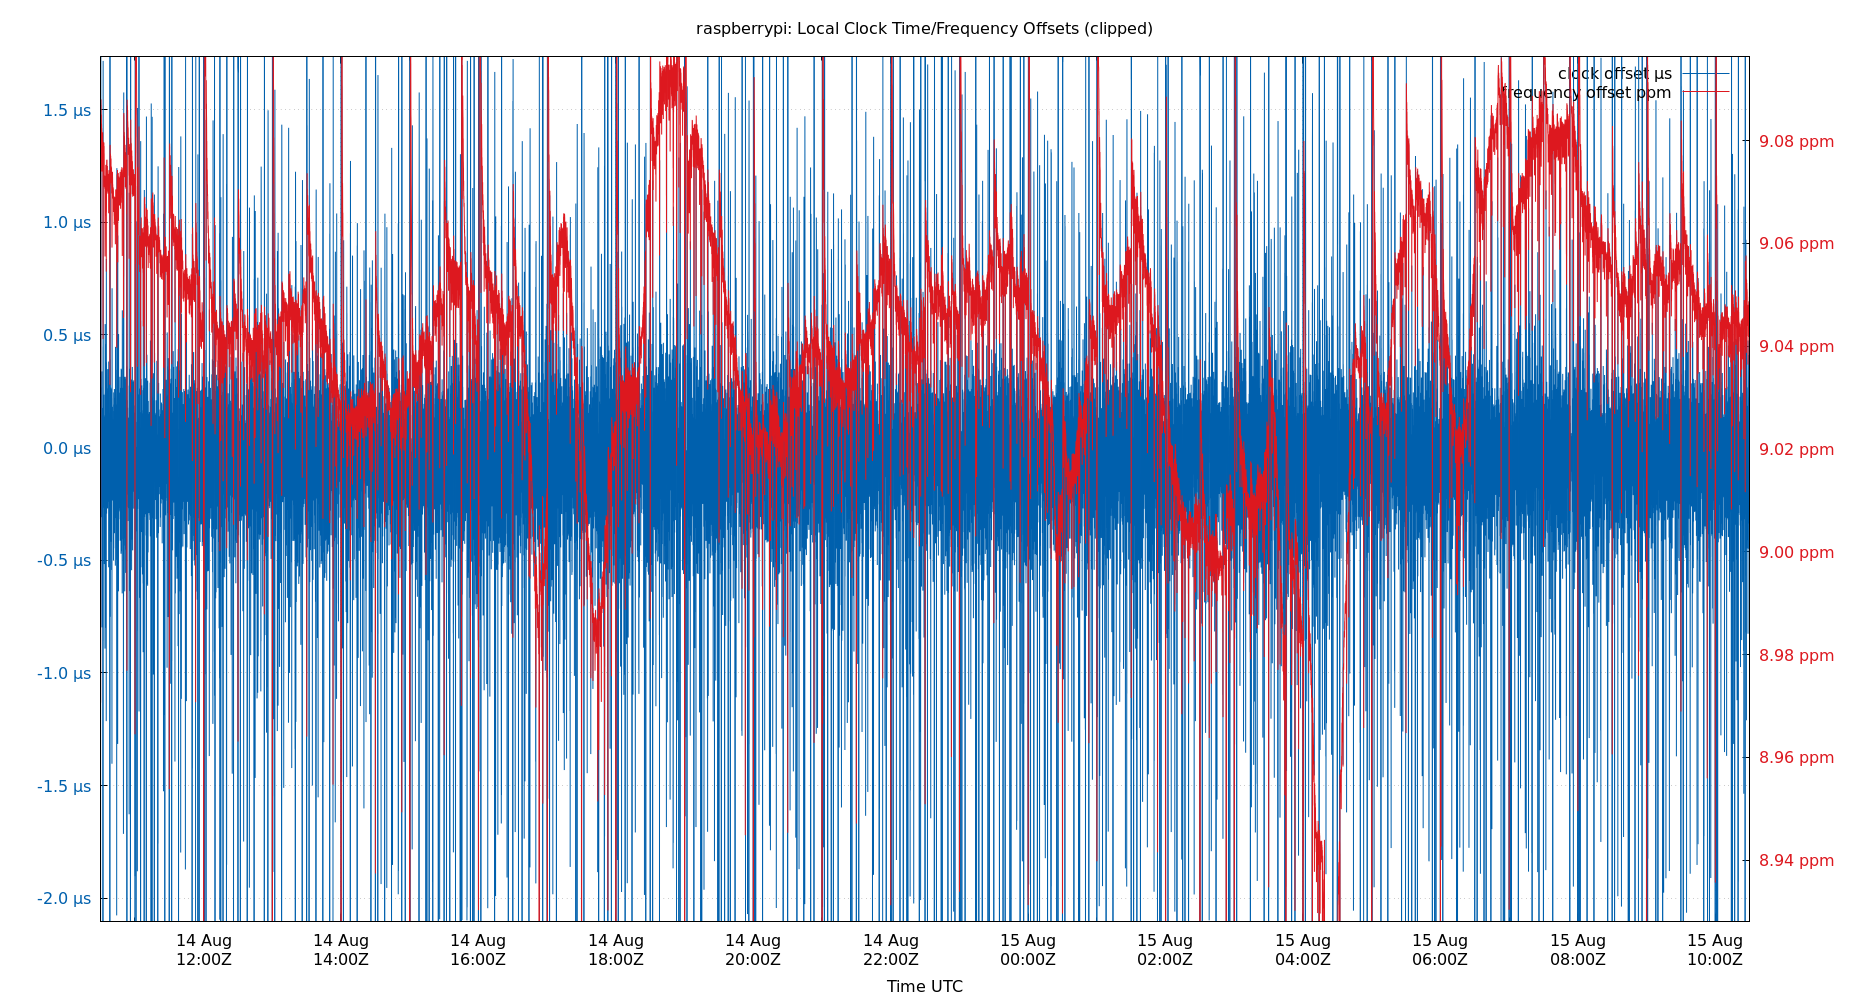 raspberrypi: Local Clock Time/Frequency Offsets (clipped)
clock offset µs
frequency offset ppm
1.5 µs
1.0 µs
0.5 µs
0.0 µs
-0.5 µs
-1.0 µs
-1.5 µs
-2.0 µs
9.08 ppm
9.06 ppm
9.04 ppm
9.02 ppm
9.00 ppm
8.98 ppm
8.96 ppm
8.94 ppm
14 Aug 14 Aug 14 Aug 14 Aug 14 Aug 14 Aug 15 Aug 15 Aug 15 Aug 15 Aug 15 Aug 15 Aug
12:00Z 14:00Z 16:00Z 18:00Z 20:00Z 22:00Z 00:00Z 02:00Z 04:00Z 06:00Z 08:00Z 10:00Z
Time UTC